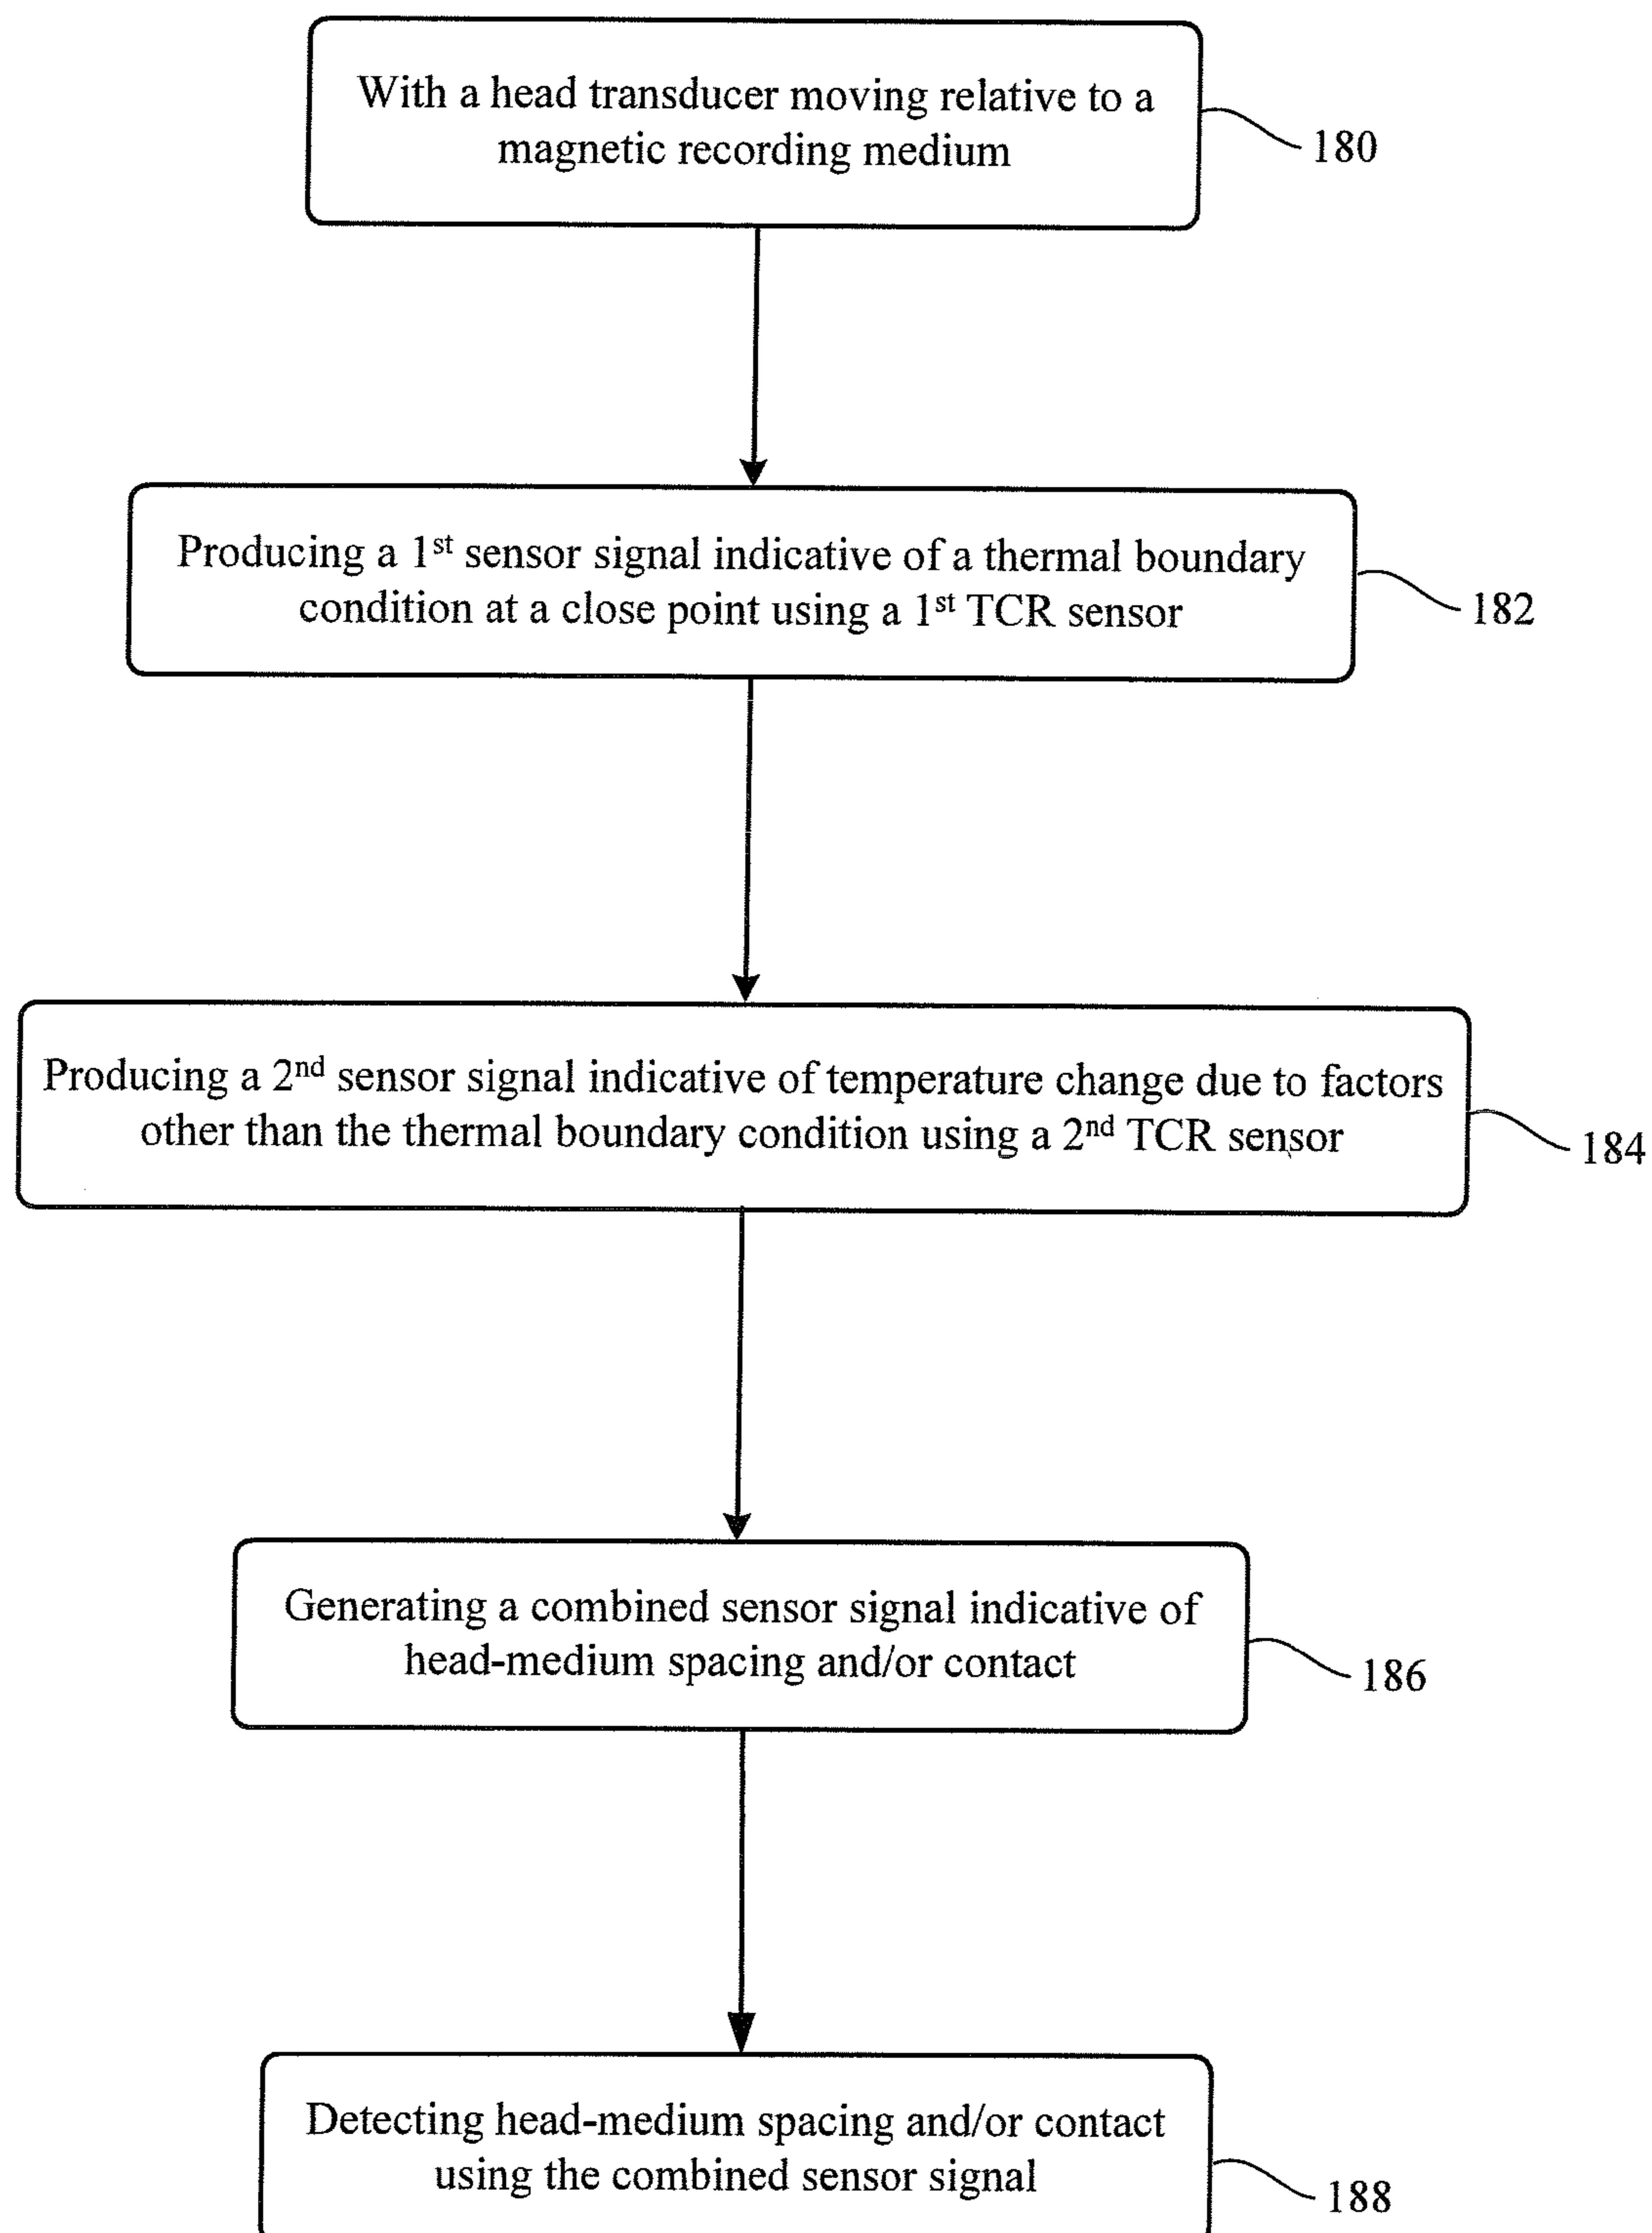 With a head transducer moving relative to a
magnetic recording medium
180
Producing a 1st sensor signal indicative of a thermal boundary
condition at a close point using a 1st TCR sensor
182
Producing a 2nd sensor signal indicative of temperature change due to factors
other than the thermal boundary condition using a 2nd TCR sensor
184
Generating a combined sensor signal indicative of
head-medium spacing and/or contact
186
Detecting head-medium spacing and/or contact
using the combined sensor signal
188